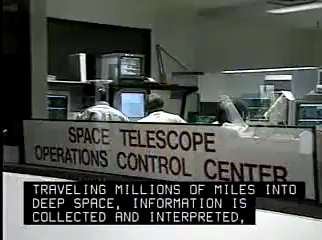 SPACE TELESCOPE
OPERATIONS CONTROL CENTER
TRAVELING MILLIONS OF MILES INTO
DEEP SPACE, INFORMATION IS
COLLECTED AND INTERPRETED,